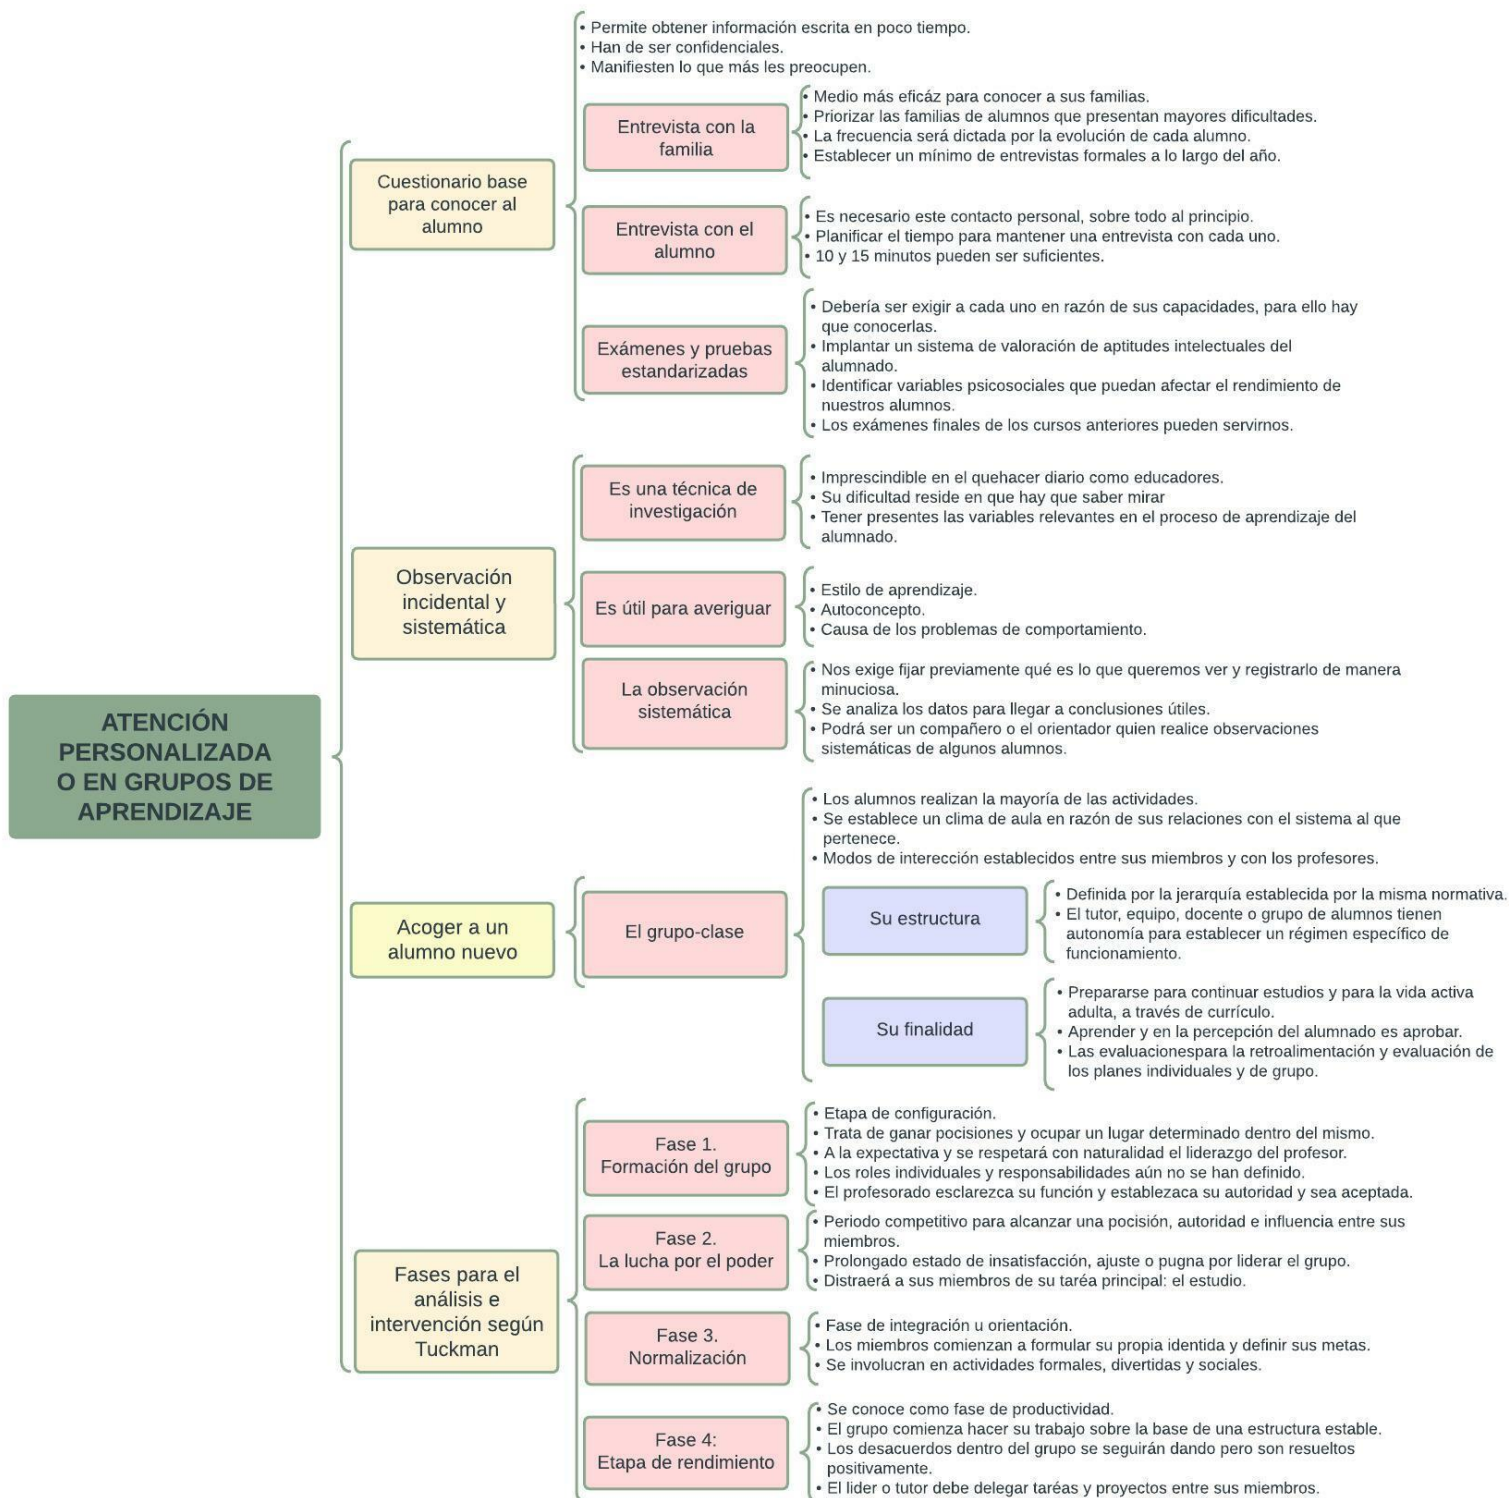 • Permite obtener información escrita en poco tiempo.
• Han de ser confidenciales.
• Manifiesten lo que más les preocupen.
Entrevista con la
familia
• Medio más eficáz para conocer a sus familias.
• Priorizar las familias de alumnos que presentan mayores dificultades.
• La frecuencia será dictada por la evolución de cada alumno.
• Establecer un mínimo de entrevistas formales a lo largo del año.
Cuestionario base
para conocer al
alumno
Entrevista con el
alumno
• Es necesario este contacto personal, sobre todo al principio.
• Planificar el tiempo para mantener una entrevista con cada uno.
• 10 y 15 minutos pueden ser suficientes.
Exámenes y pruebas
estandarizadas
• Debería ser exigir a cada uno en razón de sus capacidades, para ello hay
que conocerlas.
• Implantar un sistema de valoración de aptitudes intelectuales del
alumnado.
• Identificar variables psicosociales que puedan afectar el rendimiento de
nuestros alumnos.
• Los exámenes finales de los cursos anteriores pueden servirnos.
Observación
incidental y
sistemática
Es una técnica de
investigación
• Imprescindible en el quehacer diario como educadores.
• Su dificultad reside en que hay que saber mirar
• Tener presentes las variables relevantes en el proceso de aprendizaje del
alumnado.
Es útil para averiguar
• Estilo de aprendizaje.
• Autoconcepto.
• Causa de los problemas de comportamiento.
La observación
sistemática
• Nos exige fijar previamente qué es lo que queremos ver y registrarlo de manera
minuciosa.
• Se analiza los datos para llegar a conclusiones útiles.
• Podrá ser un compañero o el orientador quien realice observaciones
sistemáticas de algunos alumnos.
ATENCIÓN
PERSONALIZADA
O EN GRUPOS DE
APRENDIZAJE
Acoger a un
alumno nuevo
El grupo-clase
• Los alumnos realizan la mayoría de las actividades.
• Se establece un clima de aula en razón de sus relaciones con el sistema al que
pertenece.
• Modos de interección establecidos entre sus miembros y con los profesores.
Su estructura
• Definida por la jerarquía establecida por la misma normativa.
• El tutor, equipo, docente o grupo de alumnos tienen
autonomía para establecer un régimen específico de
funcionamiento.
Su finalidad
• Prepararse para continuar estudios y para la vida activa
adulta, a través de currículo.
• Aprender y en la percepción del alumnado es aprobar.
• Las evaluacionespara la retroalimentación y evaluación de
los planes individuales y de grupo.
Fases para el
análisis e
intervención según
Tuckman
Fase 1.
Formación del grupo
• Etapa de configuración.
• Trata de ganar pocisiones y ocupar un lugar determinado dentro del mismo.
• A la expectativa y se respetará con naturalidad el liderazgo del profesor.
• Los roles individuales y responsabilidades aún no se han definido.
• El profesorado esclarezca su función y establezaca su autoridad y sea aceptada.
Fase 2.
La lucha por el poder
• Periodo competitivo para alcanzar una pocisión, autoridad e influencia entre sus
miembros.
• Prolongado estado de insatisfacción, ajuste o pugna por liderar el grupo.
• Distraerá a sus miembros de su taréa principal: el estudio.
Fase 3.
Normalización
• Fase de integración u orientación.
• Los miembros comienzan a formular su propia identida y definir sus metas.
• Se involucran en actividades formales, divertidas y sociales.
Fase 4:
Etapa de rendimiento
• Se conoce como fase de productividad.
• El grupo comienza hacer su trabajo sobre la base de una estructura estable.
• Los desacuerdos dentro del grupo se seguirán dando pero son resueltos
positivamente.
• El lider o tutor debe delegar taréas y proyectos entre sus miembros.